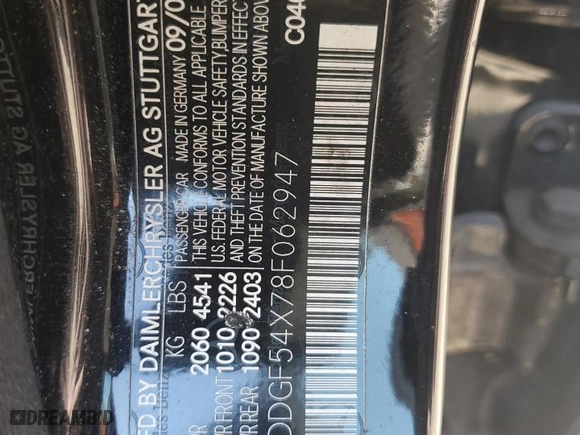 D BY DAIMLERCHRYSLER AG STUTTGART
PASSENGER CAR MADE IN GERMANY 09/0
KG LBS THIS VEHICLE CONFORMS TO ALL APPLICABLE
U.S. FEDERAL MOTOR VEHICLE SAFETY, BUMPER
AND THEFT PREVENTION STANDARDS IN EFFECT
ON DATE OF MANUFACTURE SHOWN ABOVE
VR 2060 4541
FRONT 1010 2226
REAR 1090 2403
DDGF54X78F062947
C04
DREAMBID